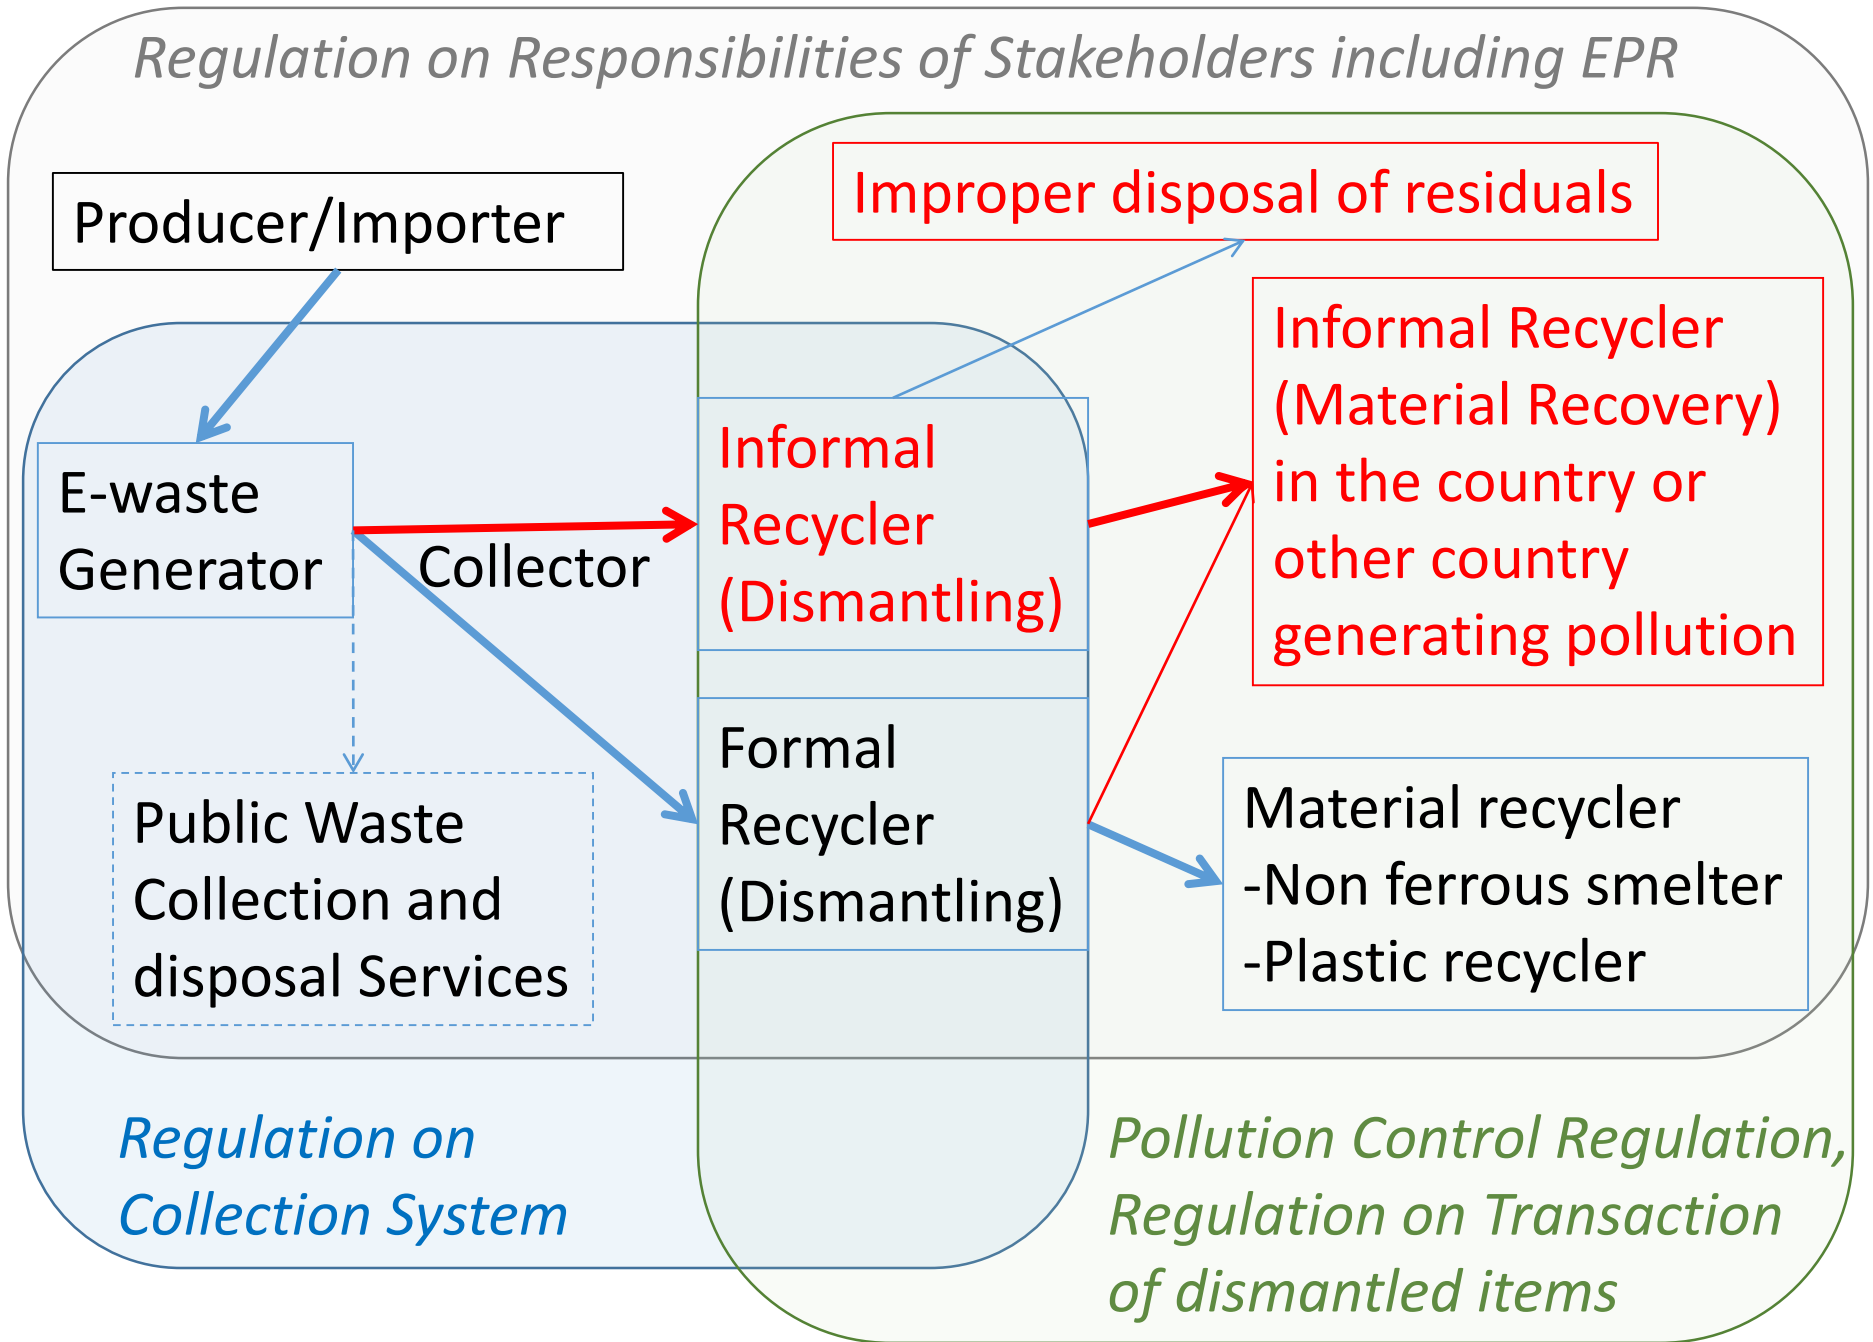 Regulation on Responsibilities of Stakeholders including EPR
Producer/Importer
Improper disposal of residuals
Informal Recycler
(Material Recovery)
in the country or
other country
generating pollution
E-waste
Generator
Collector
Informal
Recycler
(Dismantling)
Formal
Recycler
(Dismantling)
Public Waste
Collection and
disposal Services
Material recycler
-Non ferrous smelter
-Plastic recycler
Regulation on
Collection System
Pollution Control Regulation,
Regulation on Transaction
of dismantled items